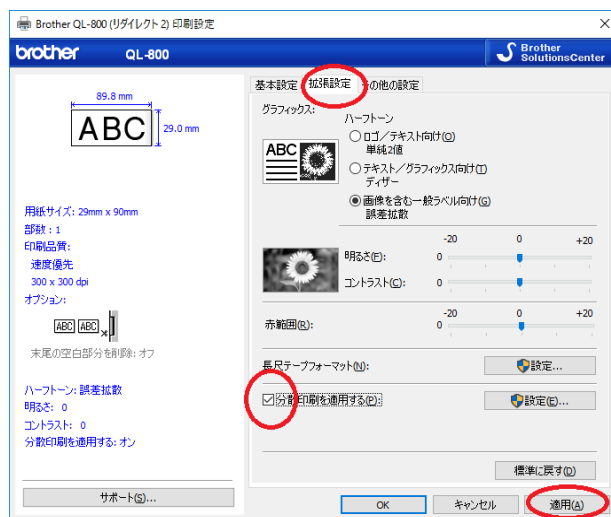 Brother QL-800 (リダイレクト 2) 印刷設定
brother QL-800
Brother
SolutionsCenter
89.8 mm
ABC
29.0 mm
用紙サイズ: 29mm x 90mm
部数 : 1
印刷品質:
速度優先
300 x 300 dpi
オプション:
ABC ABC
末尾の空白部分を削除: オフ
ハーフトーン: 誤差拡散
明るさ: 0
コントラスト: 0
分散印刷を適用する: オン
サポート(S)...
基本設定 拡張設定 その他の設定
グラフィックス:
ABC
ハーフトーン
ロゴ/テキスト向け(O)
単純2値
テキスト/グラフィックス向け(T)
ディザー
画像を含む一般ラベル向け(G)
誤差拡散
-20 0 +20
明るさ(F): 0
コントラスト(C): 0
-20 0 +20
赤範囲(R): 0
長尺テープフォーマット(N): 設定...
分散印刷を適用する(P): 設定(E)...
標準に戻す(D)
OK キャンセル 適用(A)